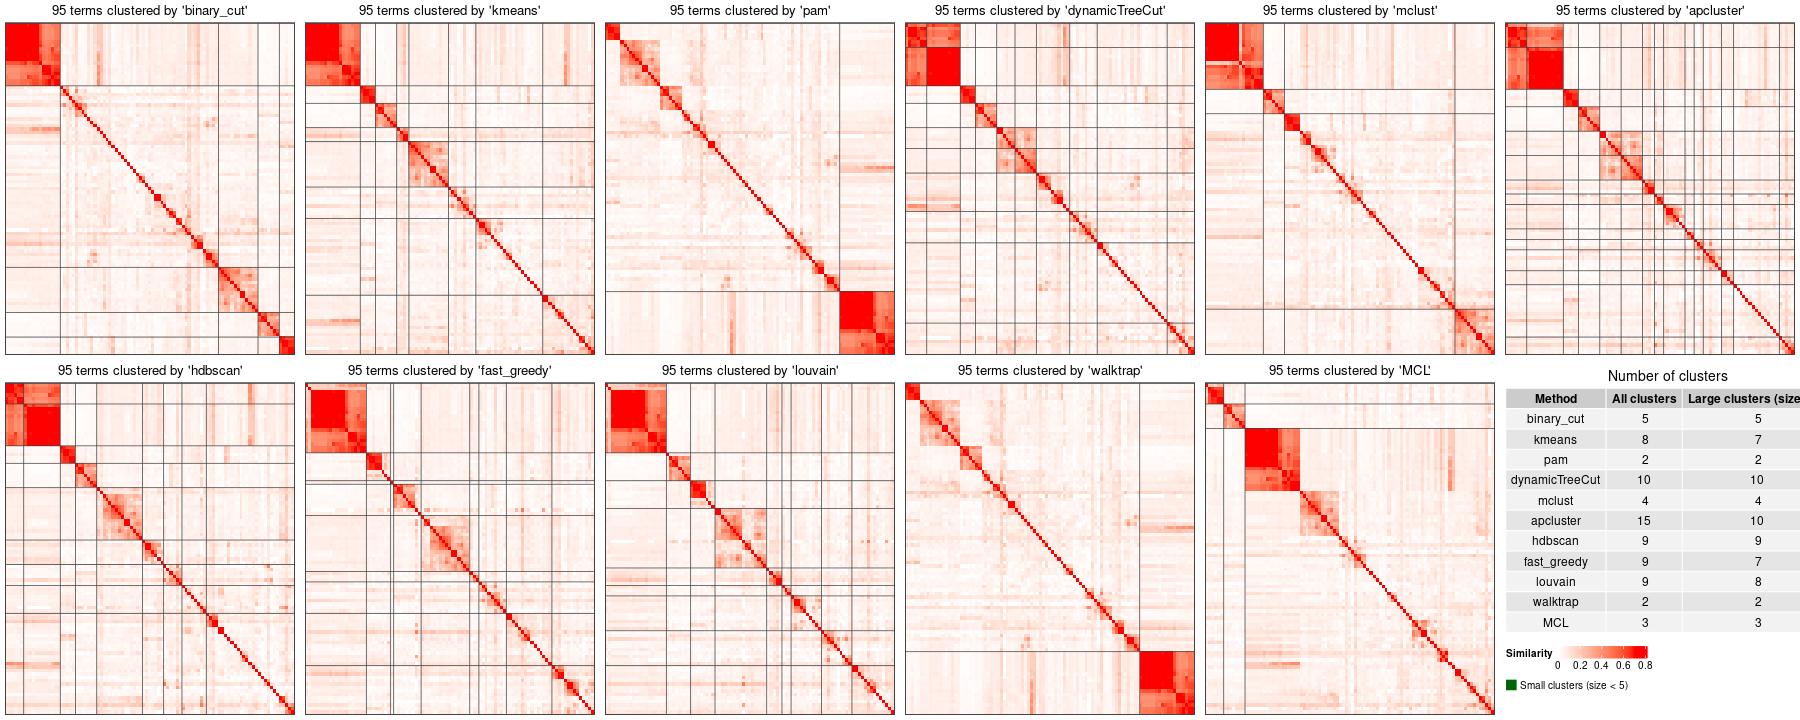 95 terms clustered by 'binary_cut'
95 terms clustered by 'kmeans'
95 terms clustered by 'pam'
95 terms clustered by 'dynamicTreeCut'
95 terms clustered by 'mclust'
95 terms clustered by 'apcluster'
95 terms clustered by 'hdbscan'
95 terms clustered by 'fast_greedy'
95 terms clustered by 'louvain'
95 terms clustered by 'walktrap'
95 terms clustered by 'MCL'
Number of clusters
Method All clusters Large clusters (size
binary_cut 5 5
kmeans 8 7
pam 2 2
dynamicTreeCut 10 10
mclust 4 4
apcluster 15 10
hdbscan 9 9
fast_greedy 9 7
louvain 9 8
walktrap 2 2
MCL 3 3
Similarity
0 0.2 0.4 0.6 0.8
Small clusters (size < 5)